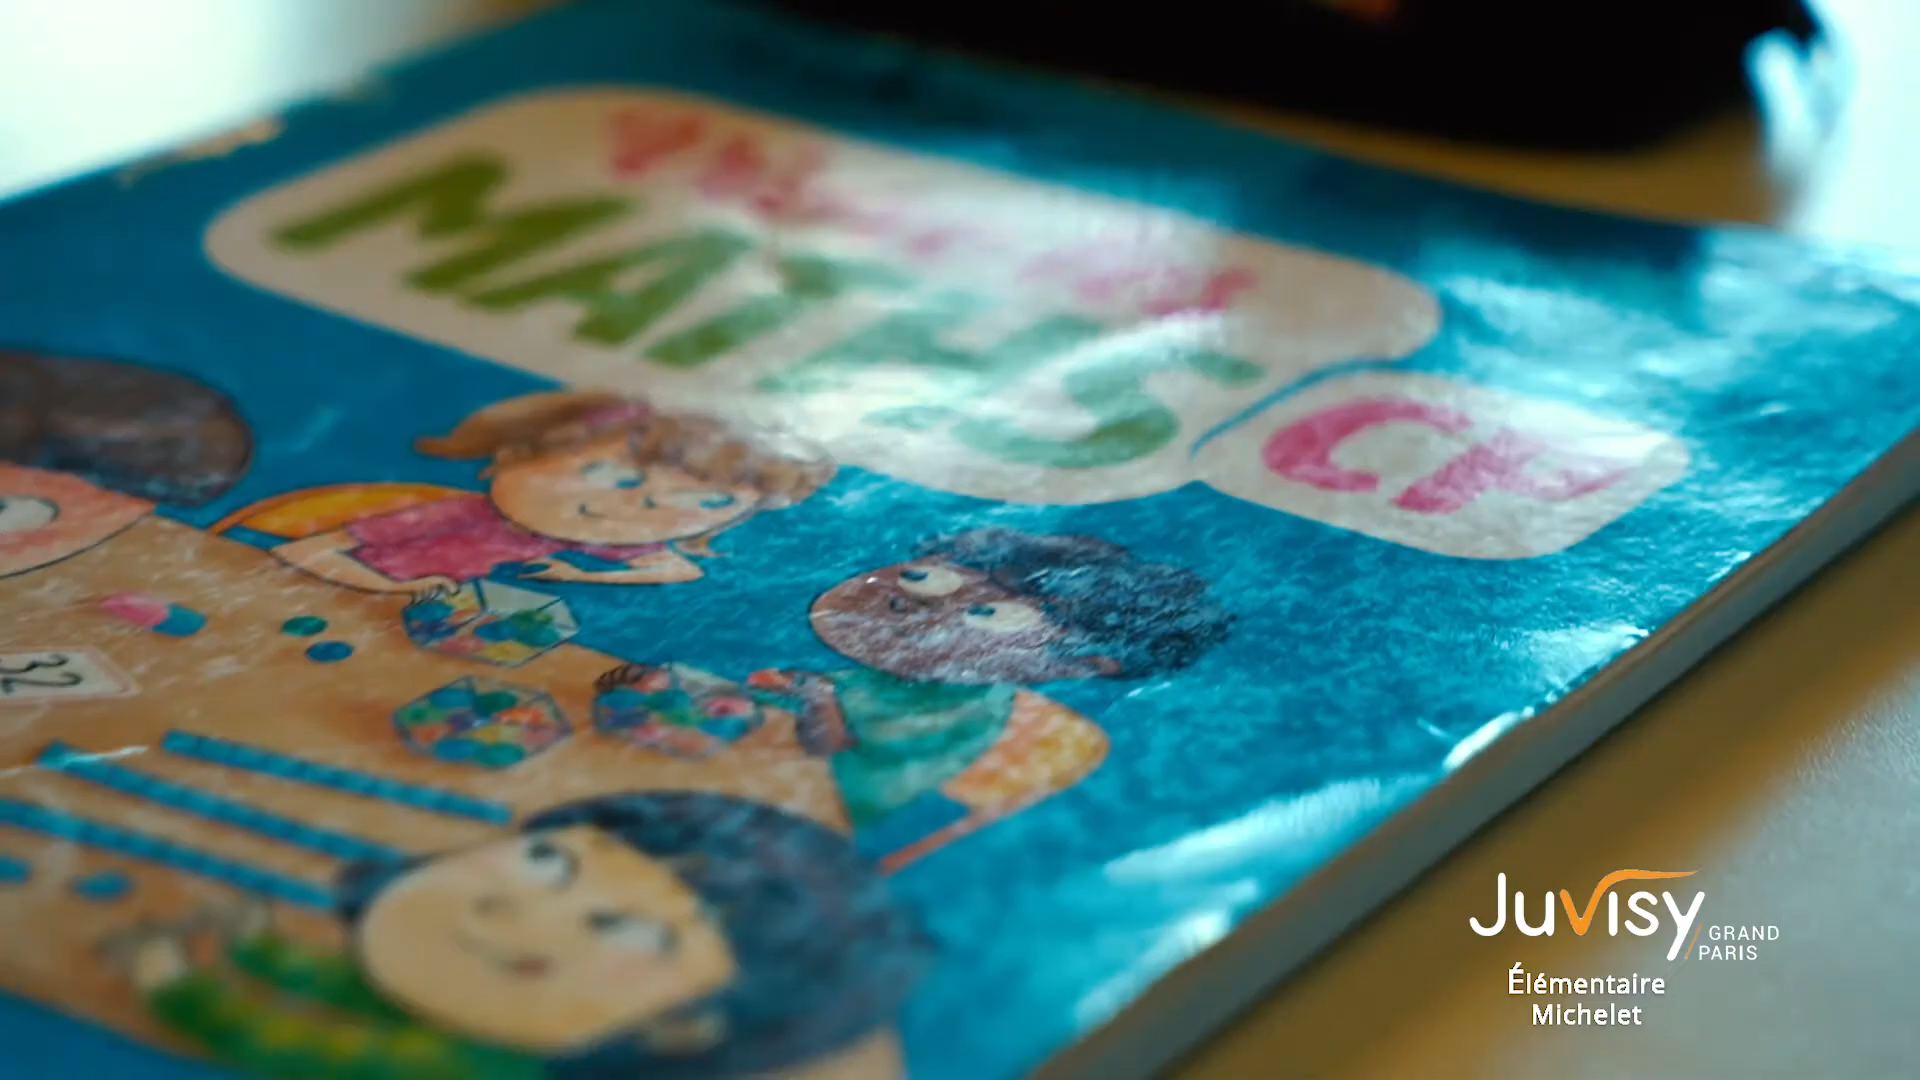 MATHS
CP
32
Juvisy
GRAND
PARIS
Élémentaire
Michelet